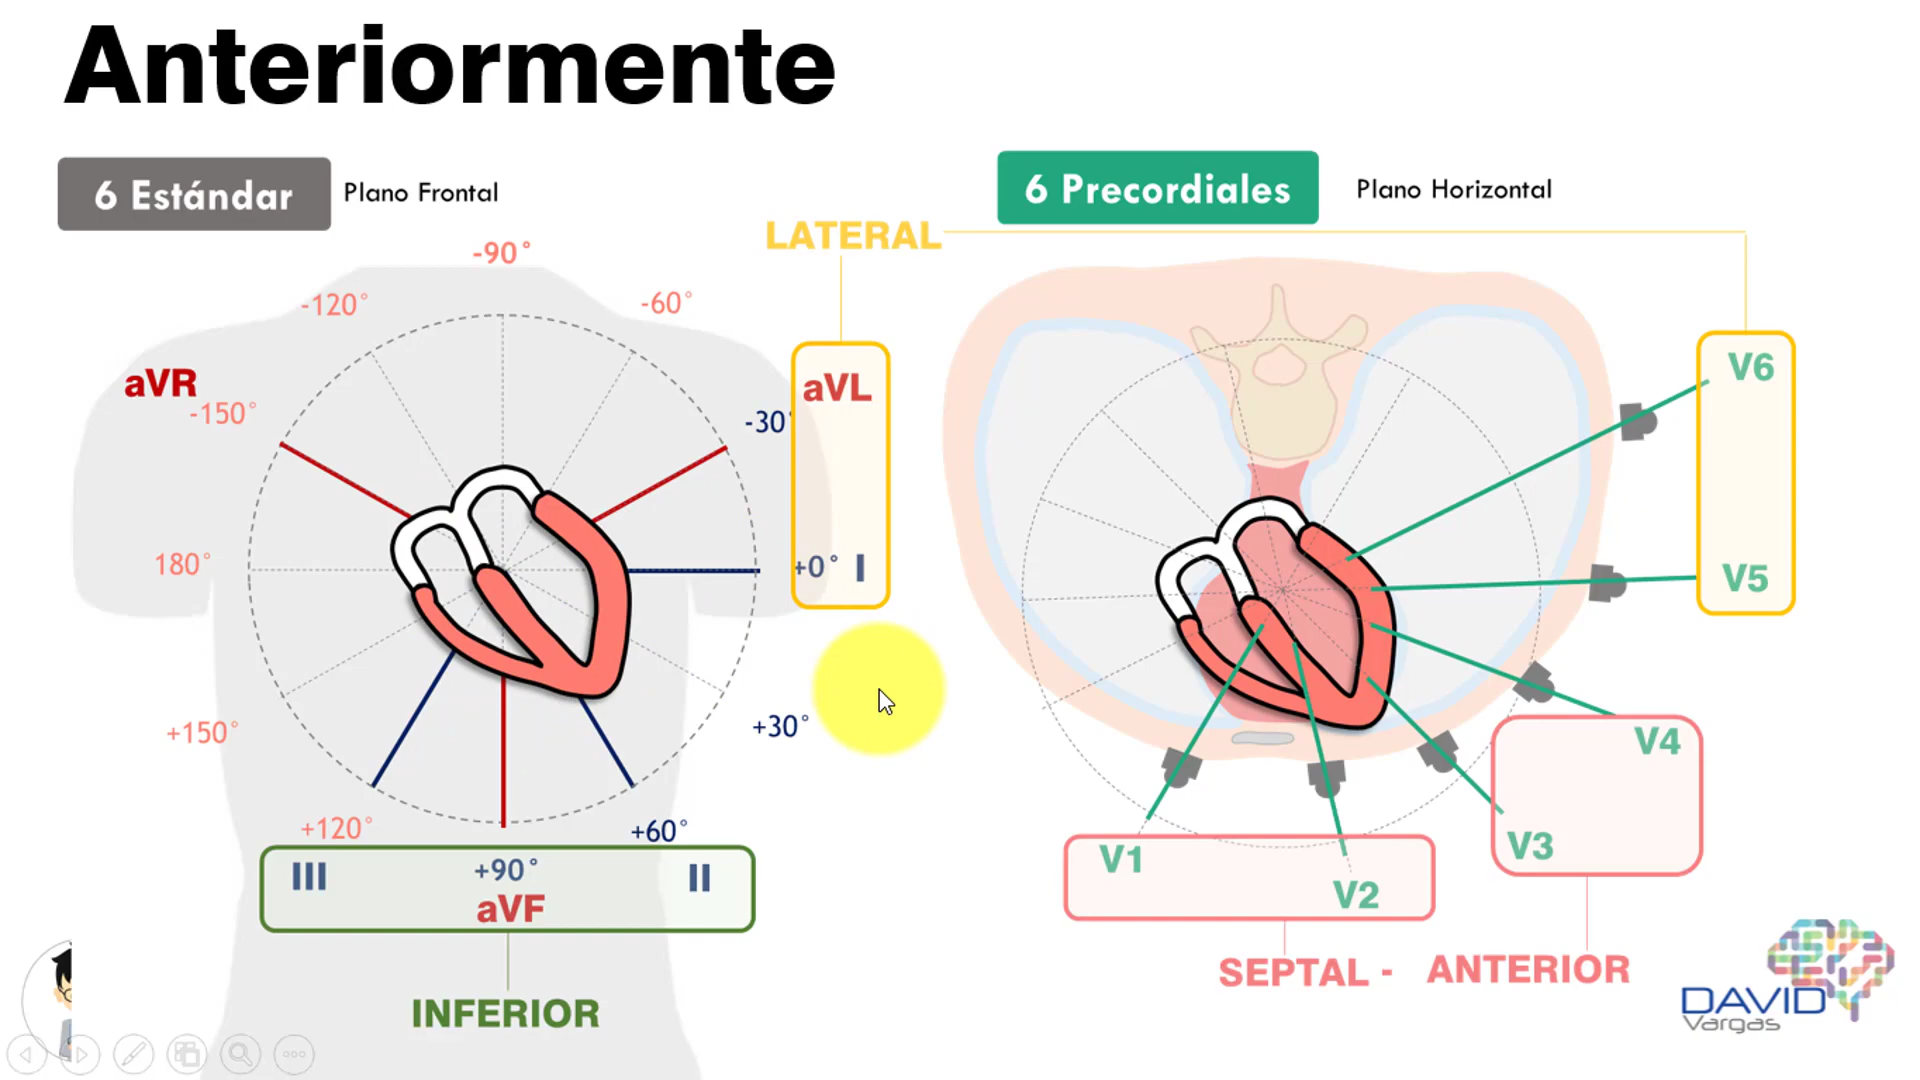 Anteriormente
6 Estándar
Plano Frontal
6 Precordiales
Plano Horizontal
LATERAL
-90°
-120°
-60°
aVR
-150°
aVL
-30°
180°
+0° I
+150°
+30°
+120°
+60°
III
+90°
II
aVF
INFERIOR
V6
V5
V4
V3
V1
V2
SEPTAL - ANTERIOR
DAVID
Vargas